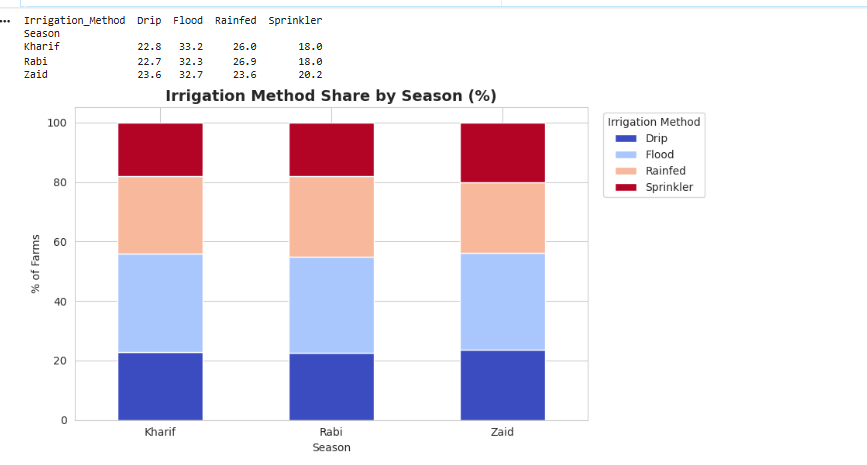 ... Irrigation_Method Drip Flood Rainfed Sprinkler
Season
Kharif 22.8 33.2 26.0 18.0
Rabi 22.7 32.3 26.9 18.0
Zaid 23.6 32.7 23.6 20.2
Irrigation Method Share by Season (%)
100
80
60
40
20
0
% of Farms
Kharif Rabi Zaid
Season
Irrigation Method
Drip
Flood
Rainfed
Sprinkler